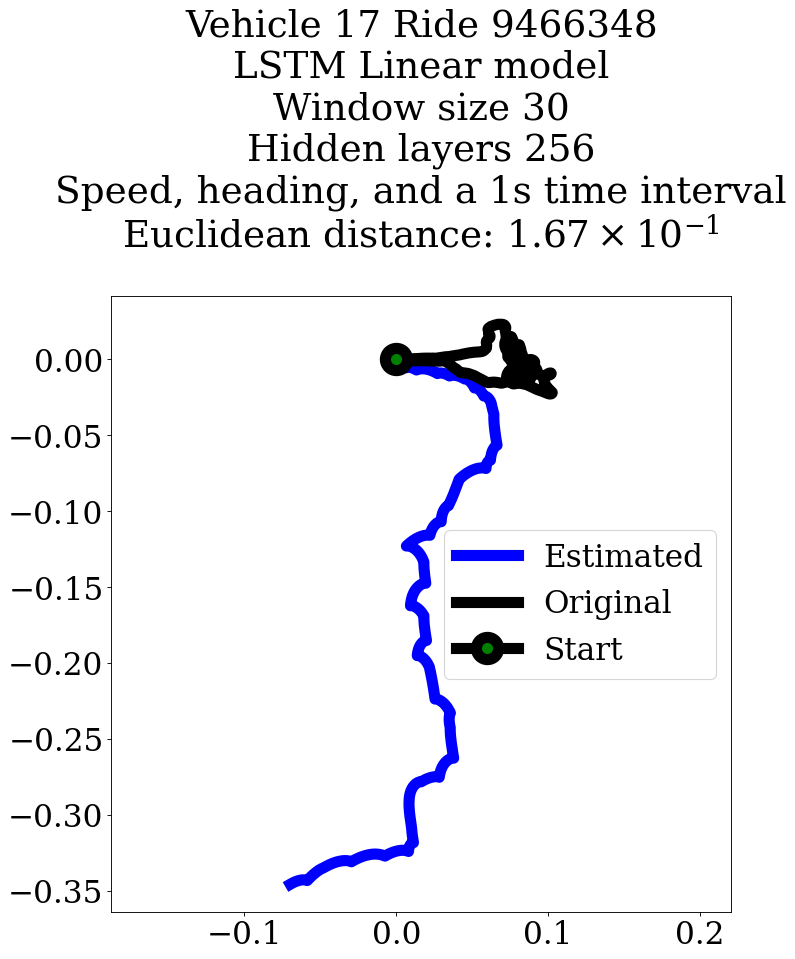 Vehicle 17 Ride 9466348
LSTM Linear model
Window size 30
Hidden layers 256
Speed, heading, and a 1s time interval
Euclidean distance: 1.67 × 10⁻¹
0.00
−0.05
−0.10
−0.15
−0.20
−0.25
−0.30
−0.35
Estimated
Original
Start
−0.1 0.0 0.1 0.2